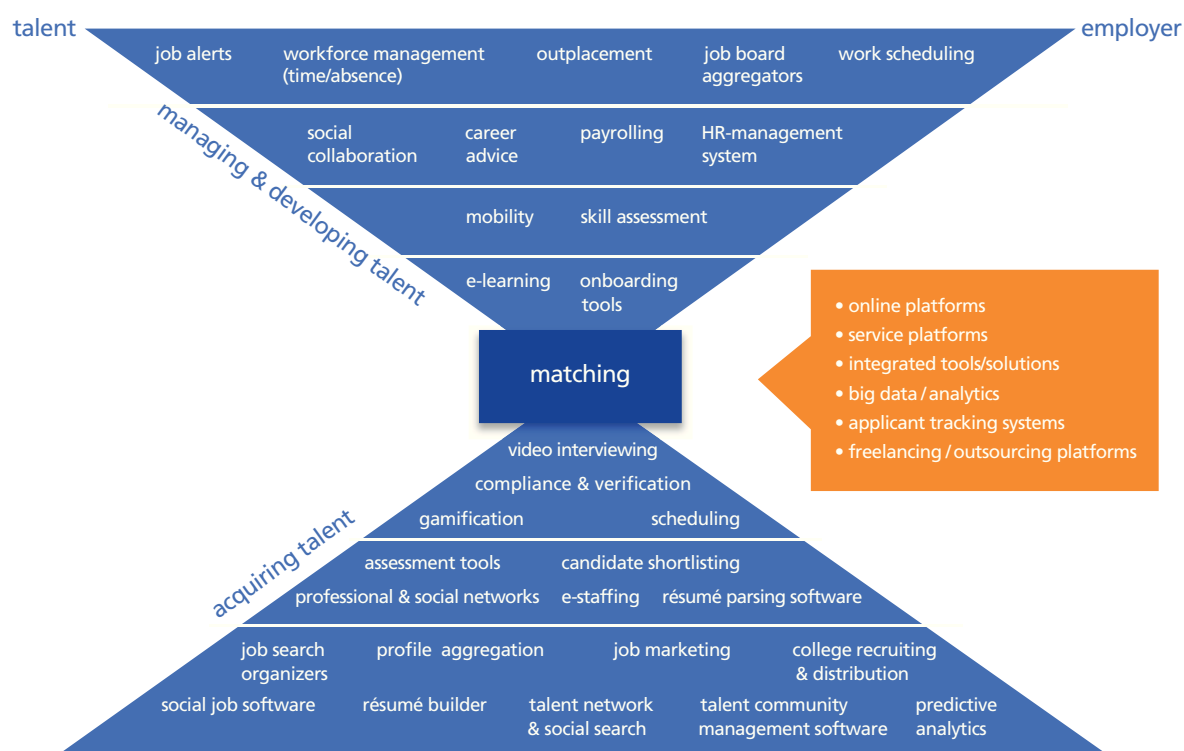 talent
employer
job alerts
workforce management
(time/absence)
outplacement
job board
aggregators
work scheduling
managing & developing talent
social
collaboration
career
advice
payrolling
HR-management
system
mobility
skill assessment
e-learning
onboarding
tools
matching
• online platforms
• service platforms
• integrated tools/solutions
• big data / analytics
• applicant tracking systems
• freelancing / outsourcing platforms
acquiring talent
video interviewing
compliance & verification
gamification
scheduling
assessment tools
candidate shortlisting
professional & social networks
e-staffing
résumé parsing software
job search
organizers
profile aggregation
job marketing
college recruiting
& distribution
social job software
résumé builder
talent network
& social search
talent community
management software
predictive
analytics